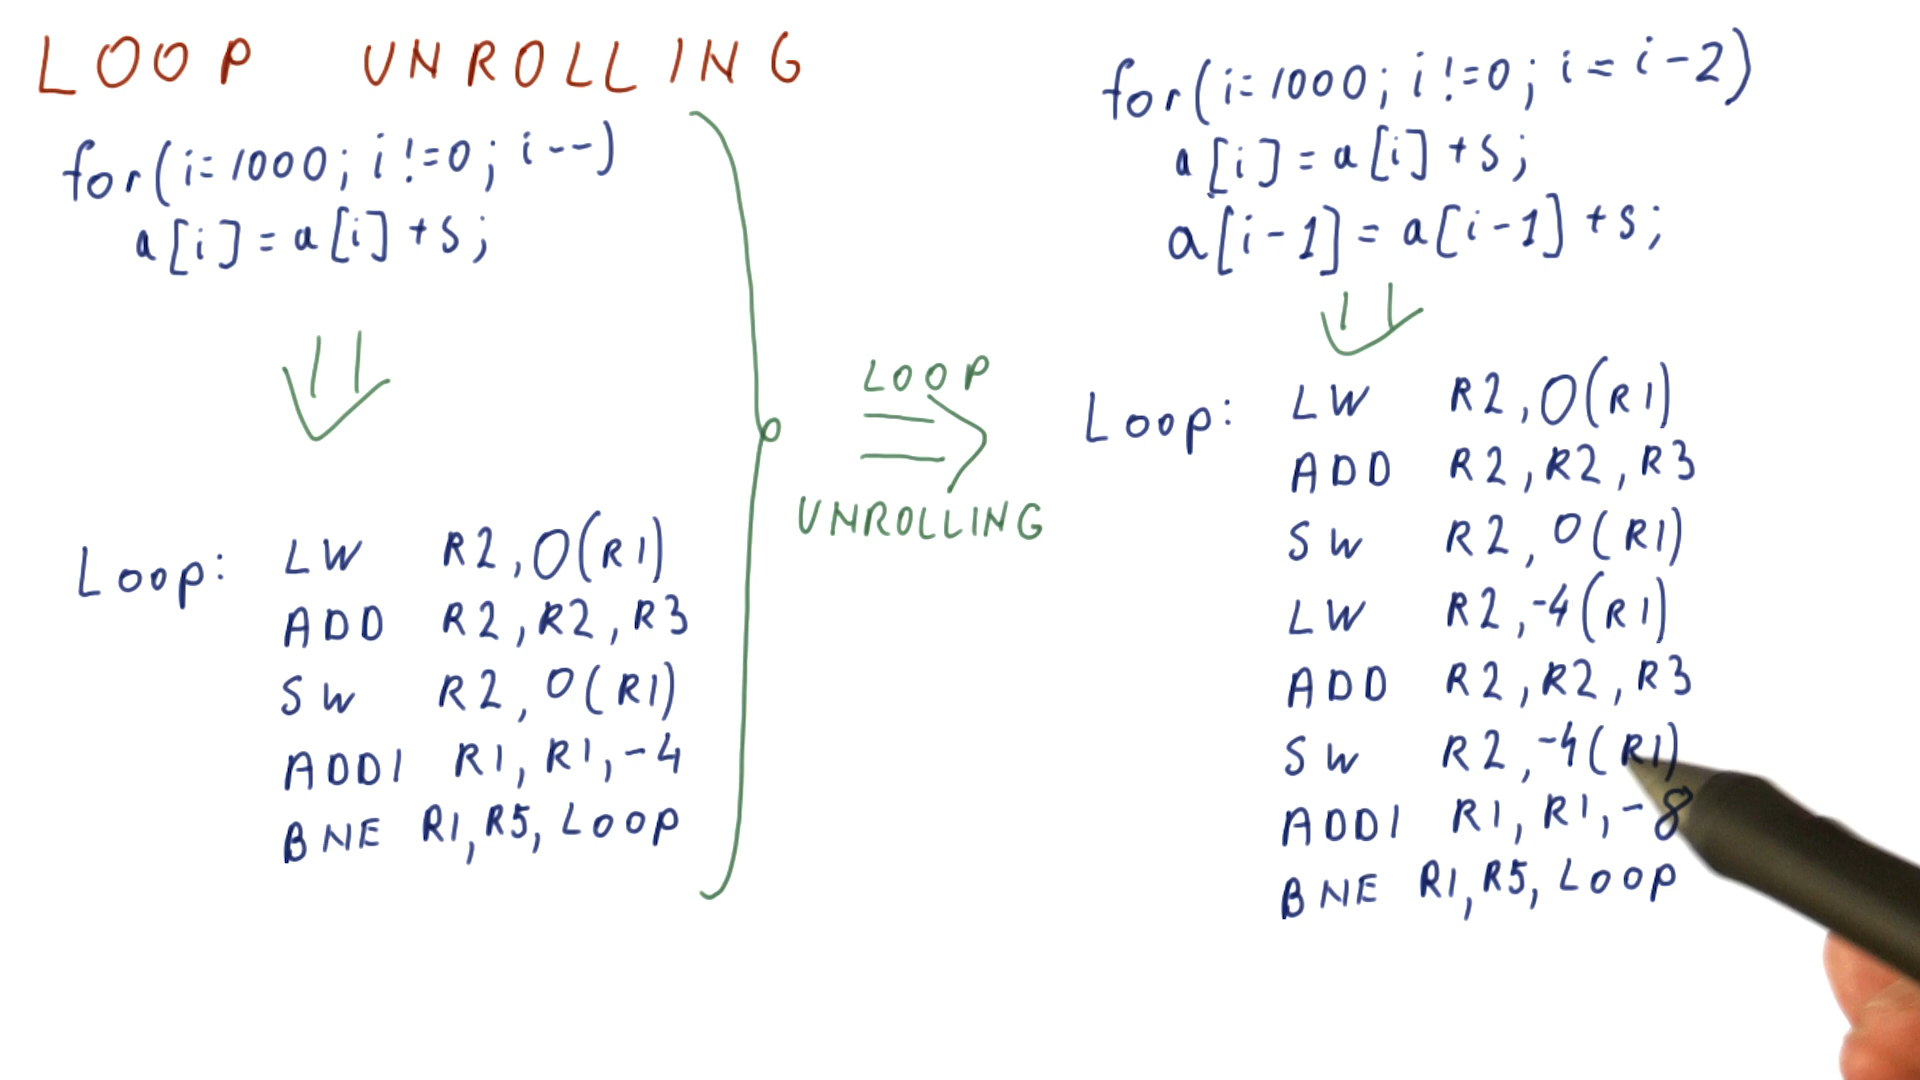 LOOP UNROLLING
for(i=1000; i!=0; i--)
a[i]=a[i]+s;
Loop: LW R2,0(R1)
ADD R2,R2,R3
SW R2,0(R1)
ADDI R1,R1,-4
BNE R1,R5,Loop
LOOP
UNROLLING
for(i=1000; i!=0; i=i-2)
a[i]=a[i]+s;
a[i-1]=a[i-1]+s;
Loop: LW R2,0(R1)
ADD R2,R2,R3
SW R2,0(R1)
LW R2,-4(R1)
ADD R2,R2,R3
SW R2,-4(R1)
ADDI R1,R1,-8
BNE R1,R5,Loop